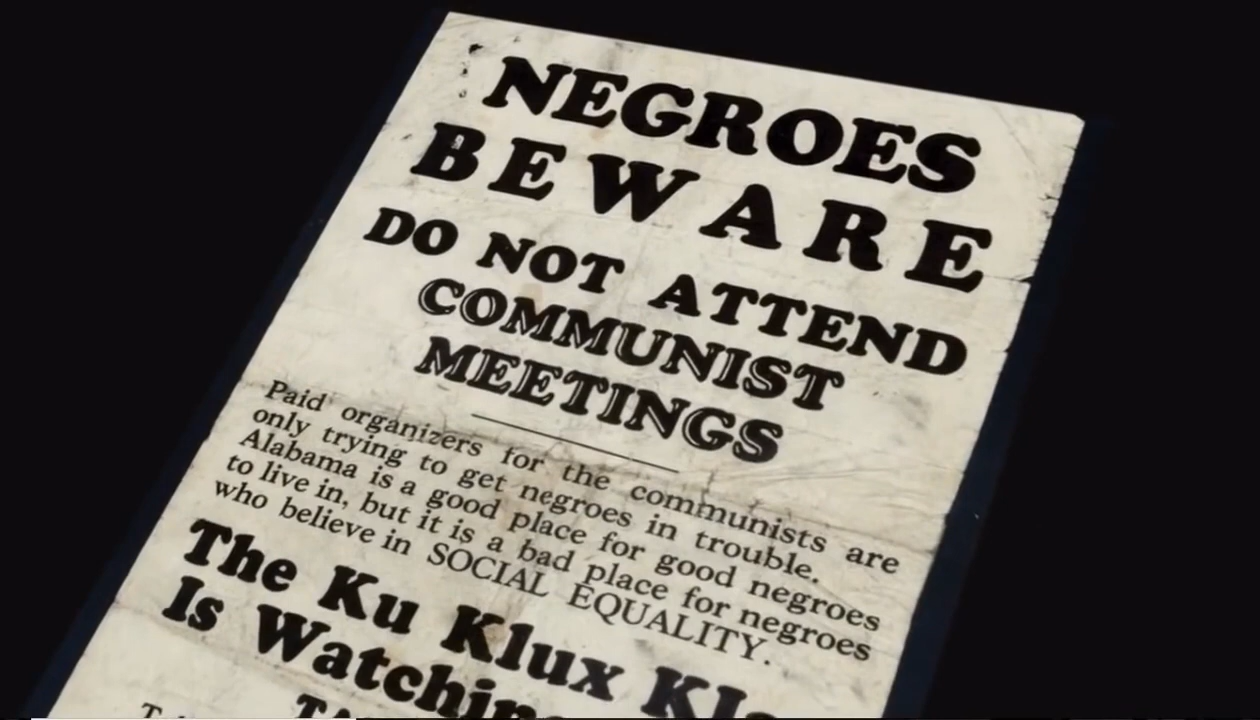 NEGROES
BEWARE
DO NOT ATTEND
COMMUNIST
MEETINGS
Paid organizers for the communists are
only trying to get negroes in trouble.
Alabama is a good place for good negroes
to live in, but it is a bad place for negroes
who believe in SOCIAL EQUALITY.
The Ku Klux
Is